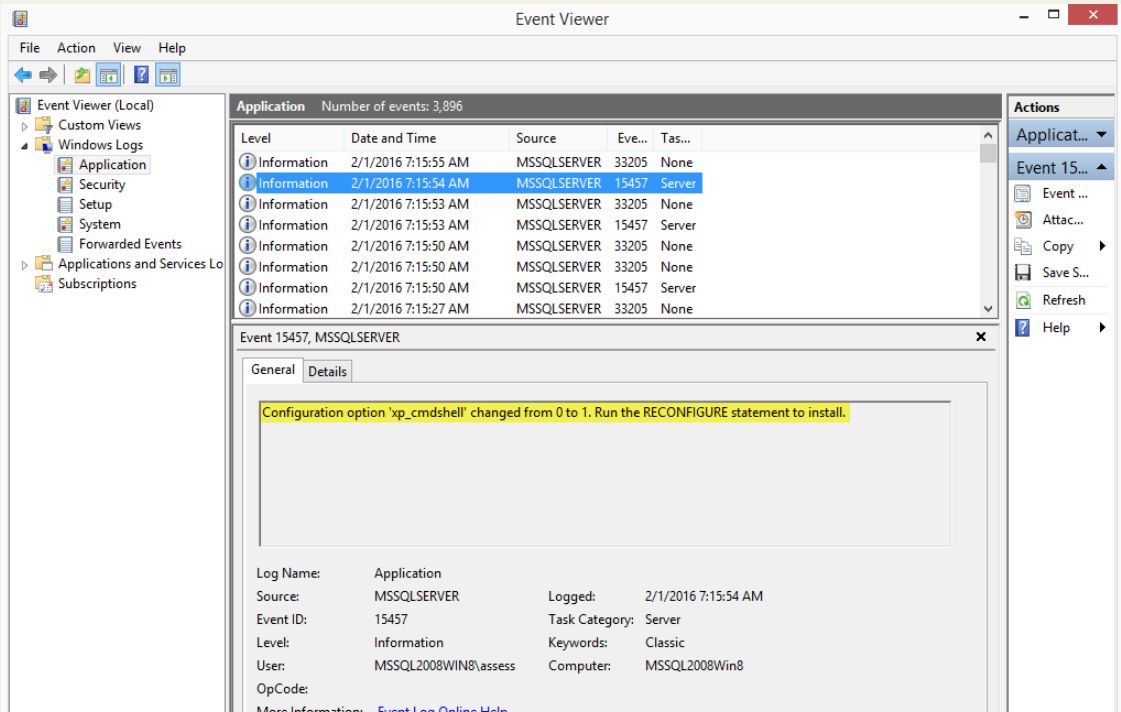 Event Viewer
File Action View Help
Event Viewer (Local)
Custom Views
Windows Logs
Application
Security
Setup
System
Forwarded Events
Applications and Services Lo
Subscriptions
Application Number of events: 3,896
Level Date and Time Source Eve... Tas...
Information 2/1/2016 7:15:55 AM MSSQLSERVER 33205 None
Information 2/1/2016 7:15:54 AM MSSQLSERVER 15457 Server
Information 2/1/2016 7:15:53 AM MSSQLSERVER 33205 None
Information 2/1/2016 7:15:53 AM MSSQLSERVER 15457 Server
Information 2/1/2016 7:15:50 AM MSSQLSERVER 33205 None
Information 2/1/2016 7:15:50 AM MSSQLSERVER 33205 None
Information 2/1/2016 7:15:50 AM MSSQLSERVER 15457 Server
Information 2/1/2016 7:15:27 AM MSSQLSERVER 33205 None
Event 15457, MSSQLSERVER
General Details
Configuration option 'xp_cmdshell' changed from 0 to 1. Run the RECONFIGURE statement to install.
Log Name: Application
Source: MSSQLSERVER Logged: 2/1/2016 7:15:54 AM
Event ID: 15457 Task Category: Server
Level: Information Keywords: Classic
User: MSSQL2008WIN8\assess Computer: MSSQL2008Win8
OpCode:
More Information: Event Log Online Help
Actions
Applicat...
Event 15...
Event ...
Attac...
Copy
Save S...
Refresh
Help